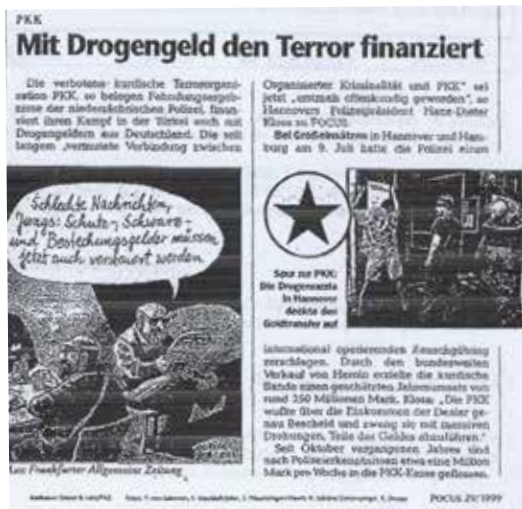 PKK
Mit Drogengeld den Terror finanziert
Die verbotene kurdische Terrororgani-
sation PKK, so belegen Fahndungsergeb-
nisse der niedersächsischen Polizei, finan-
ziert ihren Kampf in der Türkei auch mit
Drogengeldern aus Deutschland. Die seit
langem „vermutete Verbindung zwischen
Organisierter Kriminalität und PKK“ sei
jetzt „erstmals offenkundig geworden“, so
Hannovers Polizeipräsident Hans-Dieter
Klosa zu FOCUS.
Bei Großeinsätzen in Hannover und Ham-
burg am 9. Juli hatte die Polizei einen
Schlechte Nachrichten,
Jungs: Schutz-, Schwarz-
und Bestechungsgelder müssen
jetzt auch versteuert werden
Spur zur PKK:
Die Drogenrazzia
in Hannover
deckte den
Geldtransfer auf
international operierenden Rauschgiftring
zerschlagen. Durch den bundesweiten
Verkauf von Heroin erzielte die kurdische
Bande einen geschätzten Jahresumsatz von
rund 250 Millionen Mark. Klosa: „Die PKK
wußte über die Einkommen der Dealer ge-
nau Bescheid und zwang sie mit massiven
Drohungen, Teile des Geldes abzuführen.“
Seit Oktober vergangenen Jahres sind
nach Polizeierkenntnissen etwa eine Million
Mark pro Woche in die PKK-Kasse geflossen.
Aus: Frankfurter Allgemeine Zeitung
FOCUS 29/1999